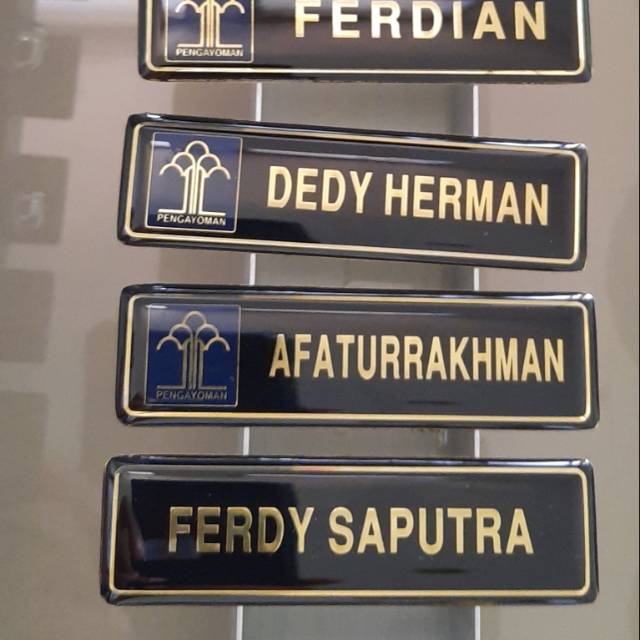 FERDIAN
PENGAYOMAN
DEDY HERMAN
PENGAYOMAN
AFATURRAKHMAN
PENGAYOMAN
FERDY SAPUTRA